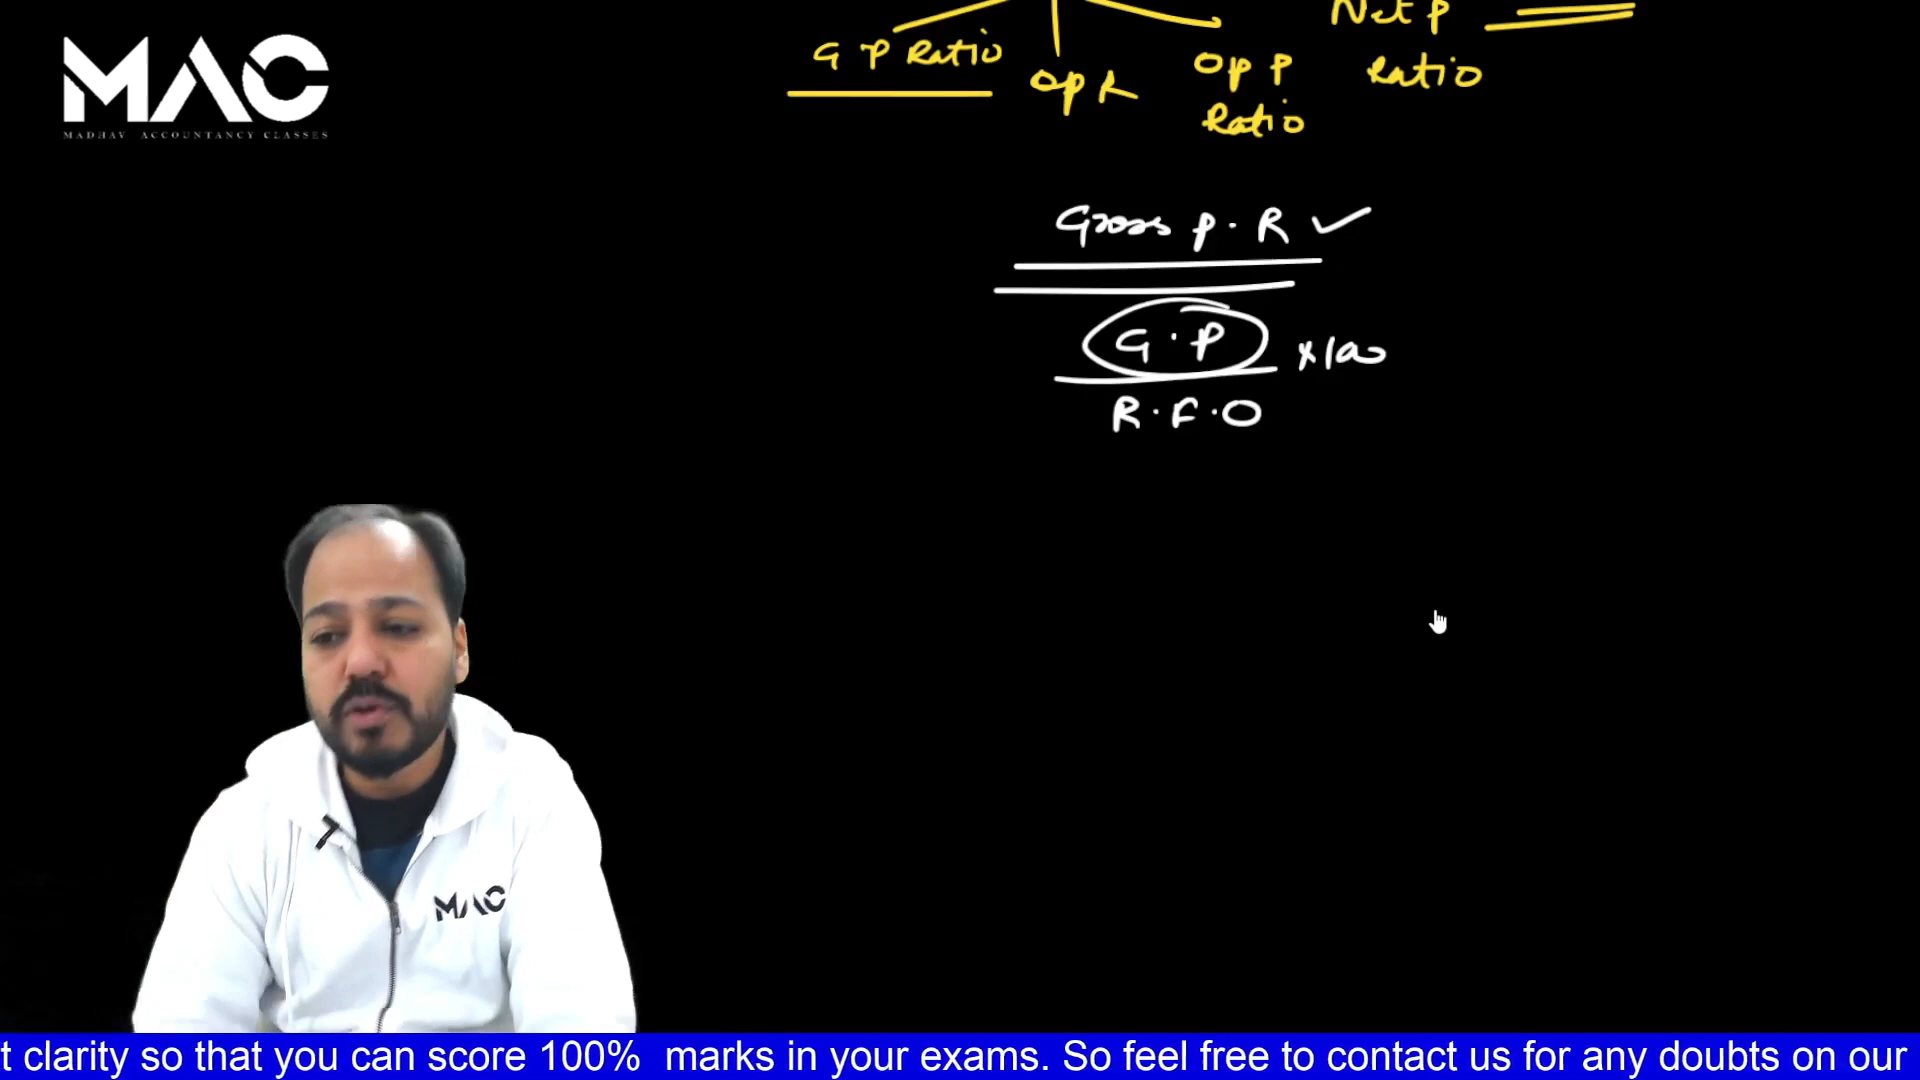 MAC
MADHAV ACCOUNTANCY CLASSES
G P Ratio
Op R
Op P
Ratio
Net P
Ratio
Gross P. R ✓
G.P
×100
R.F.O
MAC
t clarity so that you can score 100%  marks in your exams. So feel free to contact us for any doubts on our